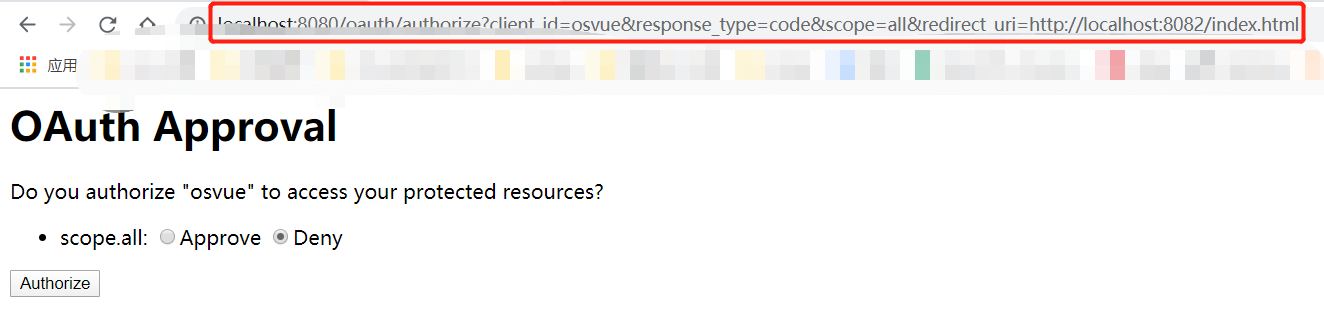 localhost:8080/oauth/authorize?client_id=osvue&response_type=code&scope=all&redirect_uri=http://localhost:8082/index.html
应用
OAuth Approval
Do you authorize "osvue" to access your protected resources?
scope.all: Approve Deny
Authorize